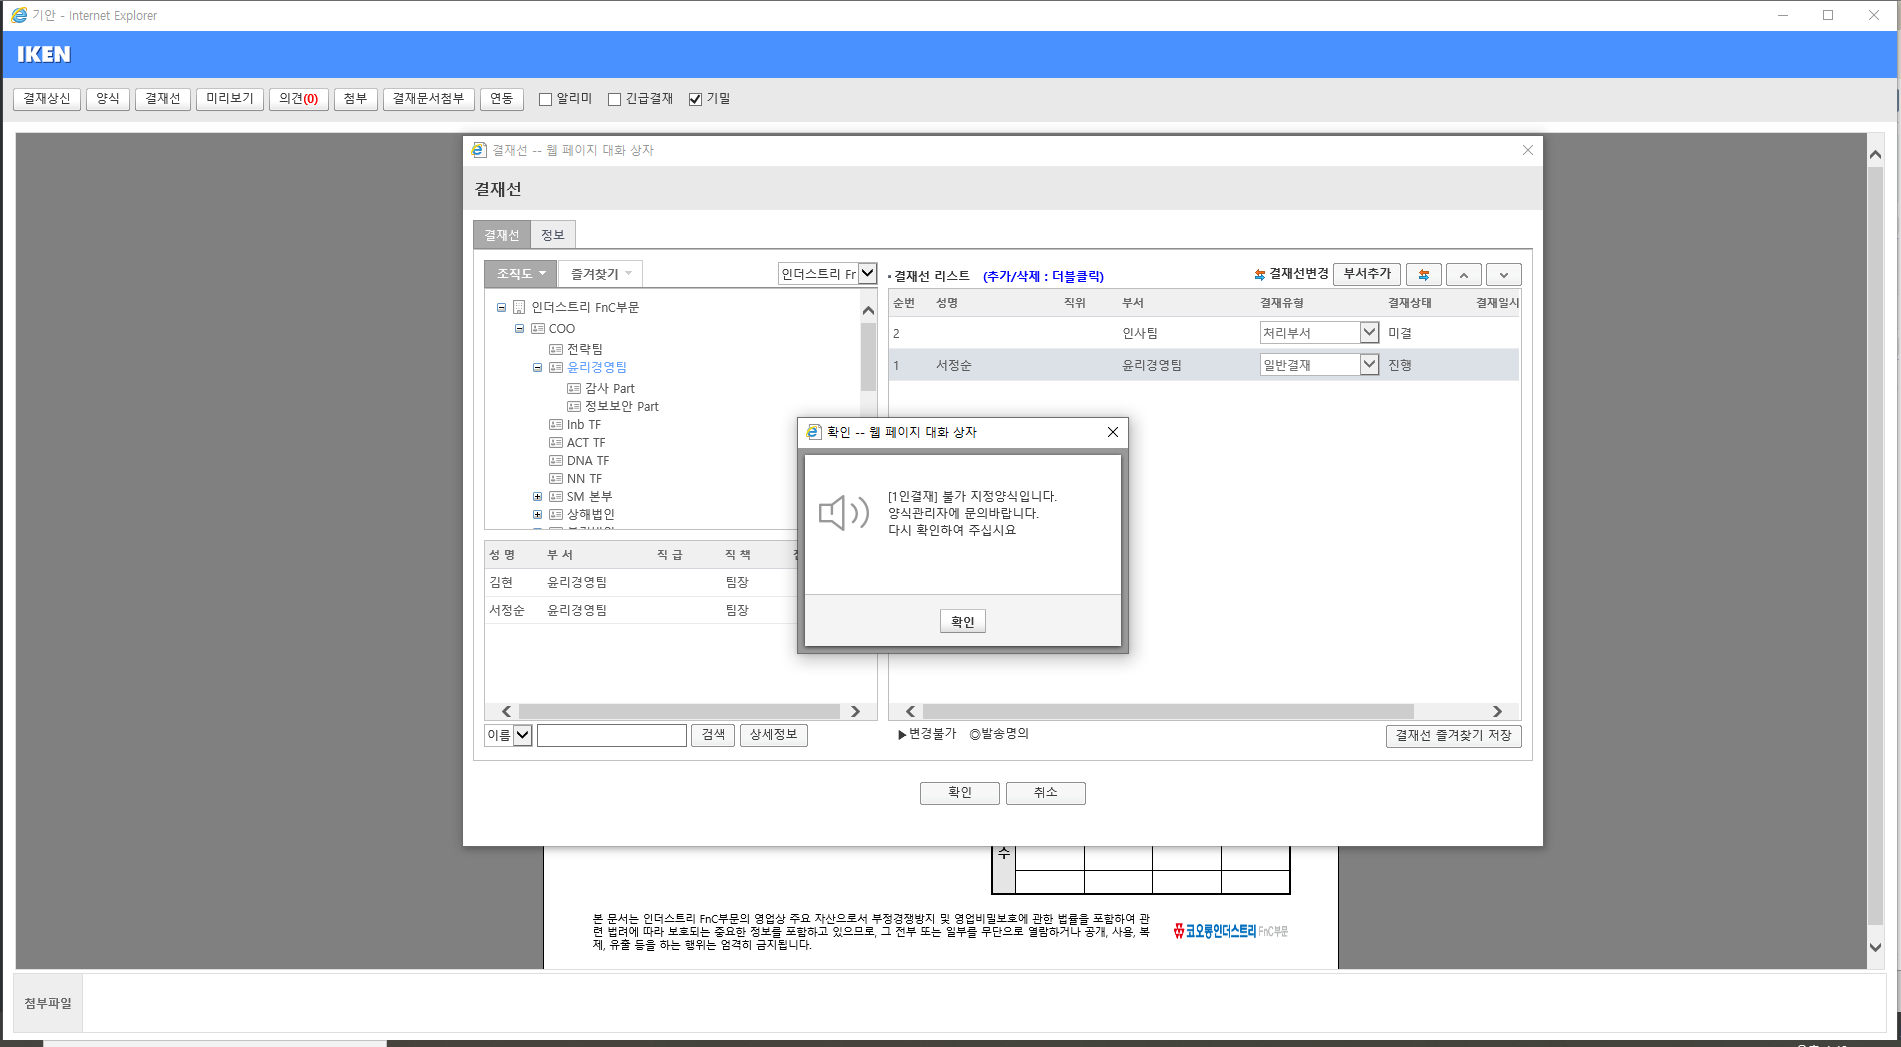 기안 - Internet Explorer
IKEN
결재상신 양식 결재선 미리보기 의견(0) 첨부 결재문서첨부 연동 알리미 긴급결재 기밀
결재선 -- 웹 페이지 대화 상자
결재선
결재선 정보
조직도 즐겨찾기 인더스트리 Fr
인더스트리 FnC부문
COO
전략팀
윤리경영팀
감사 Part
정보보안 Part
Inb TF
ACT TF
DNA TF
NN TF
SM 본부
상해법인
성 명 부 서 직 급 직 책
김현 윤리경영팀 팀장
서정순 윤리경영팀 팀장
이름 검색 상세정보
결재선 리스트 (추가/삭제 : 더블클릭) 결재선변경 부서추가
순번 성명 직위 부서 결재유형 결재상태 결재일시
2 인사팀 처리부서 미결
1 서정순 윤리경영팀 일반결재 진행
▶변경불가 ◎발송명의 결재선 즐겨찾기 저장
확인 취소
확인 -- 웹 페이지 대화 상자
[1인결재] 불가 지정양식입니다.
양식관리자에 문의바랍니다.
다시 확인하여 주십시요
확인
수
본 문서는 인더스트리 FnC부문의 영업상 주요 자산으로서 부정경쟁방지 및 영업비밀보호에 관한 법률을 포함하여 관
련 법려에 따라 보호되는 중요한 정보를 포함하고 있으므로, 그 전부 또는 일부를 무단으로 열람하거나 공개, 사용, 복
제, 유출 등을 하는 행위는 엄격히 금지됩니다.
코오롱인더스트리 FnC부문
첨부파일